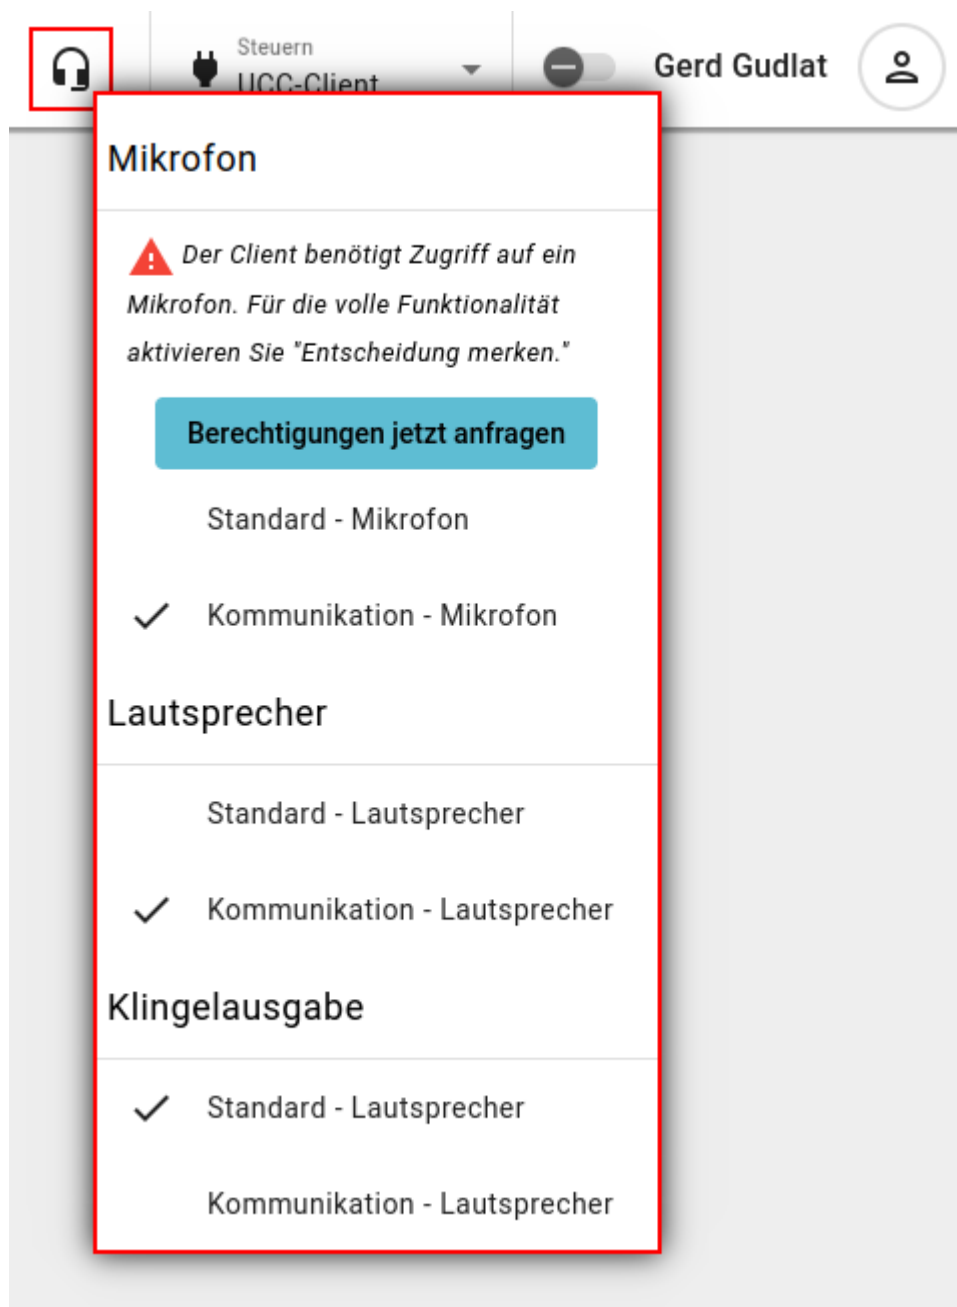 Steuern
UCC-Client
Gerd Gudlat
Mikrofon
Der Client benötigt Zugriff auf ein
Mikrofon. Für die volle Funktionalität
aktivieren Sie "Entscheidung merken."
Berechtigungen jetzt anfragen
Standard - Mikrofon
Kommunikation - Mikrofon
Lautsprecher
Standard - Lautsprecher
Kommunikation - Lautsprecher
Klingelausgabe
Standard - Lautsprecher
Kommunikation - Lautsprecher